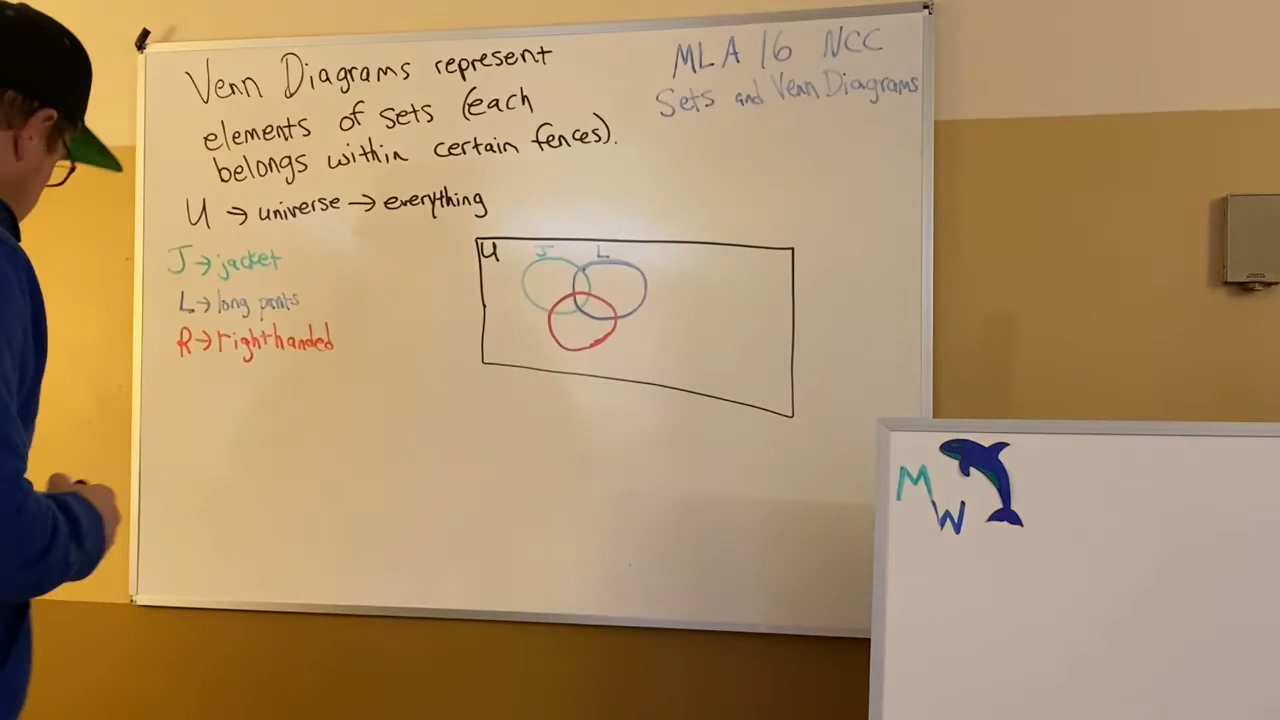 Venn Diagrams represent
elements of sets (each
belongs within certain fences).
MLA 16 NCC
Sets and Venn Diagrams
U → universe → everything
J → jacket
L → long pants
R → righthanded
U
J
L
M
W